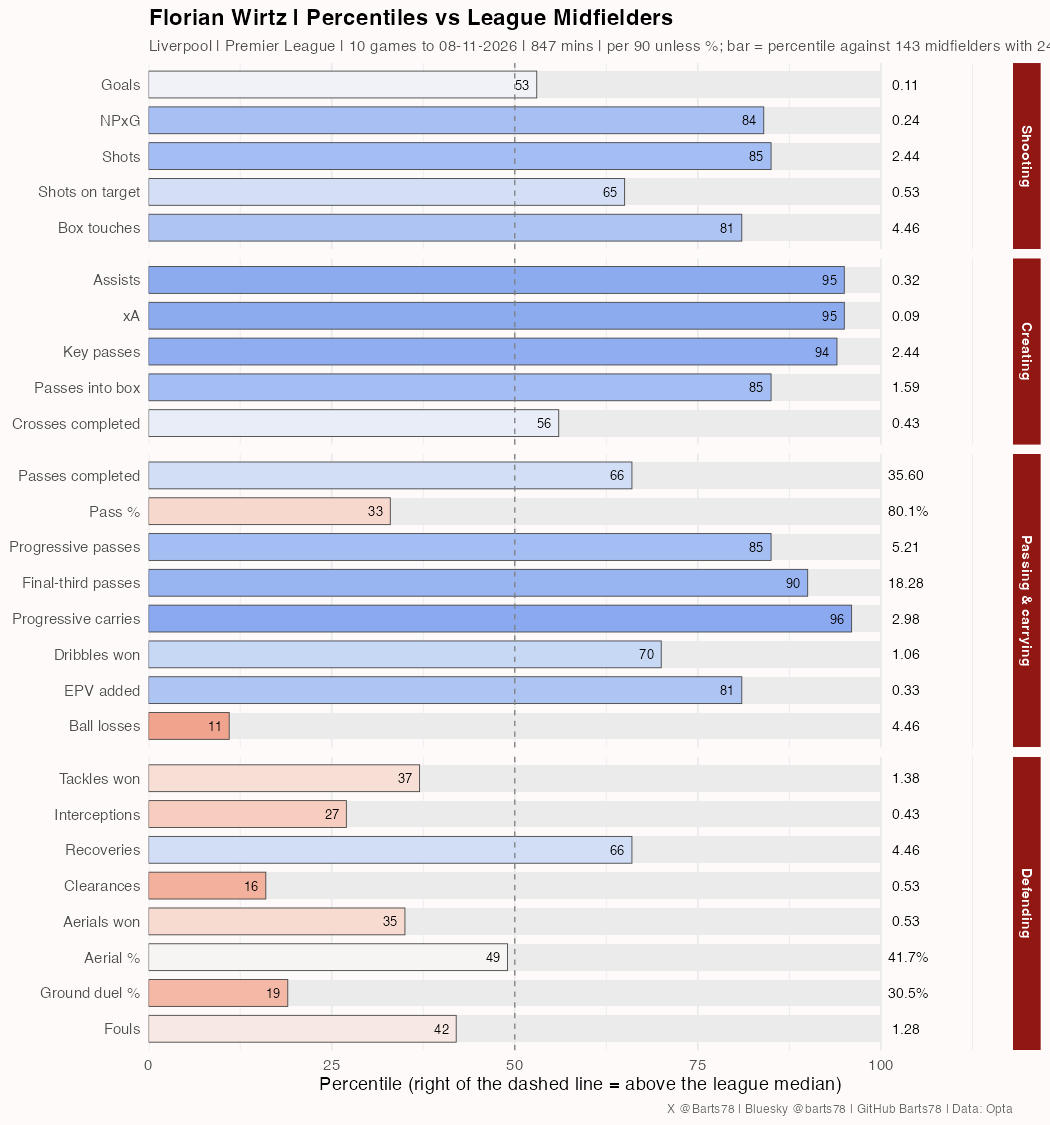 Florian Wirtz | Percentiles vs League Midfielders
Liverpool | Premier League | 10 games to 08-11-2026 | 847 mins | per 90 unless %; bar = percentile against 143 midfielders with 24
Goals 53 0.11
NPxG 84 0.24
Shots 85 2.44
Shots on target 65 0.53
Box touches 81 4.46
Shooting
Assists 95 0.32
xA 95 0.09
Key passes 94 2.44
Passes into box 85 1.59
Crosses completed 56 0.43
Creating
Passes completed 66 35.60
Pass % 33 80.1%
Progressive passes 85 5.21
Final-third passes 90 18.28
Progressive carries 96 2.98
Dribbles won 70 1.06
EPV added 81 0.33
Ball losses 11 4.46
Passing & carrying
Tackles won 37 1.38
Interceptions 27 0.43
Recoveries 66 4.46
Clearances 16 0.53
Aerials won 35 0.53
Aerial % 49 41.7%
Ground duel % 19 30.5%
Fouls 42 1.28
Defending
0 25 50 75 100
Percentile (right of the dashed line = above the league median)
X @Barts78 | Bluesky @barts78 | GitHub Barts78 | Data: Opta